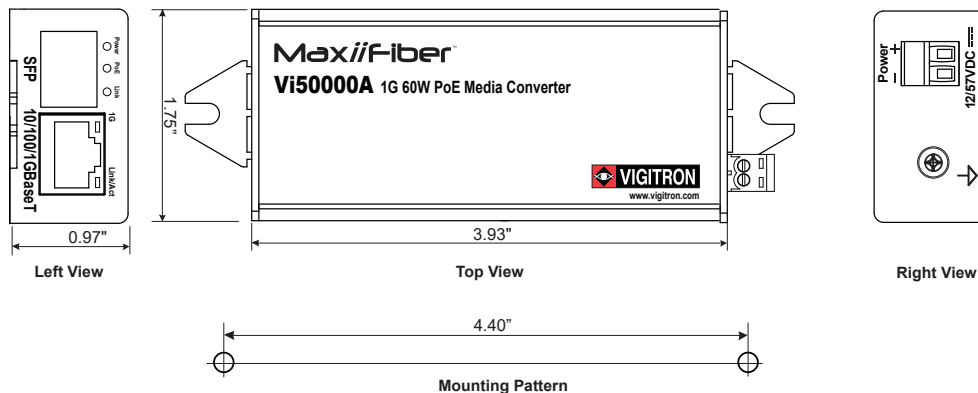 Power
PoE
Link
SFP
1G
10/100/1GBaseT
Link/Act
0.97"
Left View
1.75"
Maxiifiber™
Vi50000A 1G 60W PoE Media Converter
VIGITRON
www.vigitron.com
3.93"
Top View
Power
+
–
12/57VDC
Right View
4.40”
Mounting Pattern